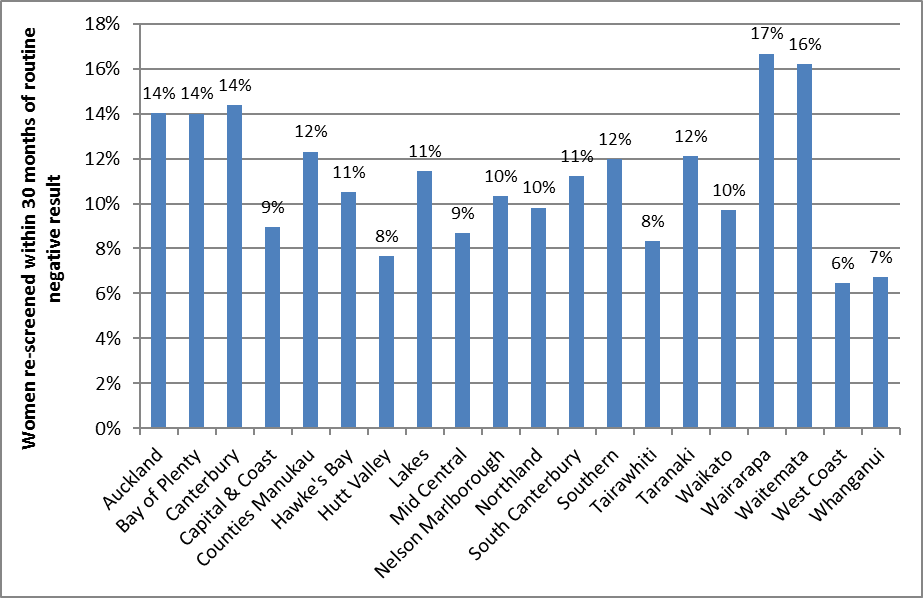 Women re-screened within 30 months of routine
negative result
18%
16%
14%
12%
10%
8%
6%
4%
2%
0%
14%
14%
14%
9%
12%
11%
8%
11%
9%
10%
10%
11%
12%
8%
12%
10%
17%
16%
6%
7%
Auckland
Bay of Plenty
Canterbury
Capital & Coast
Counties Manukau
Hawke's Bay
Hutt Valley
Lakes
Mid Central
Nelson Marlborough
Northland
South Canterbury
Southern
Tairawhiti
Taranaki
Waikato
Wairarapa
Waitemata
West Coast
Whanganui